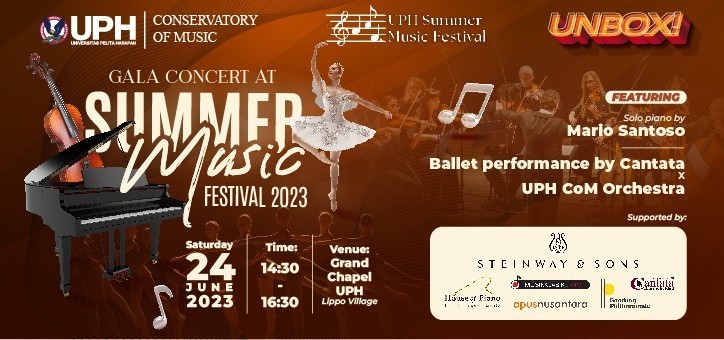 UPH
UNIVERSITAS PELITA HARAPAN
CONSERVATORY
OF MUSIC
UPH Summer
Music Festival
UNBOX!
GALA CONCERT AT
SUMMER
Music
FESTIVAL 2023
Saturday
24
JUNE
2023
Time:
14:30
-
16:30
Venue:
Grand
Chapel
UPH
Lippo Village
FEATURING
Solo piano by
Mario Santoso
Ballet performance by Cantata
x
UPH CoM Orchestra
Supported by:
STEINWAY & SONS
House of Piano
MUSIKKLASIK
Cantata
opusnusantara
Bandung
Philharmonic